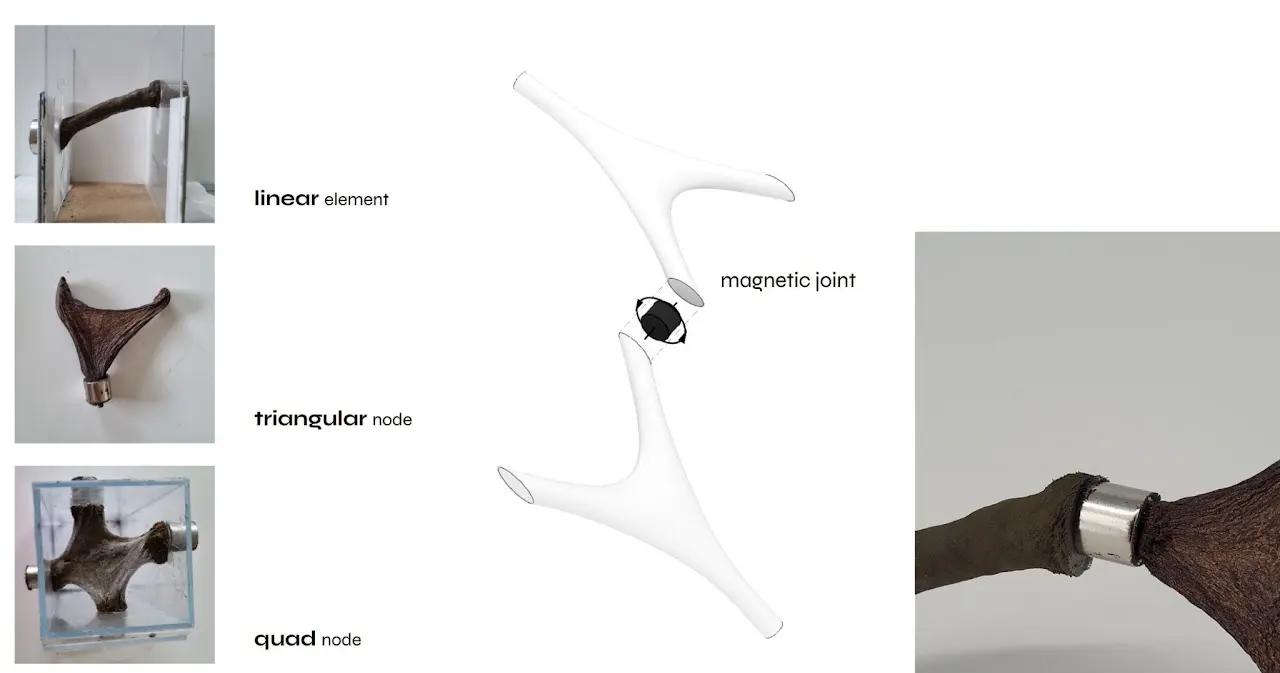 linear element
magnetic joint
triangular node
quad node